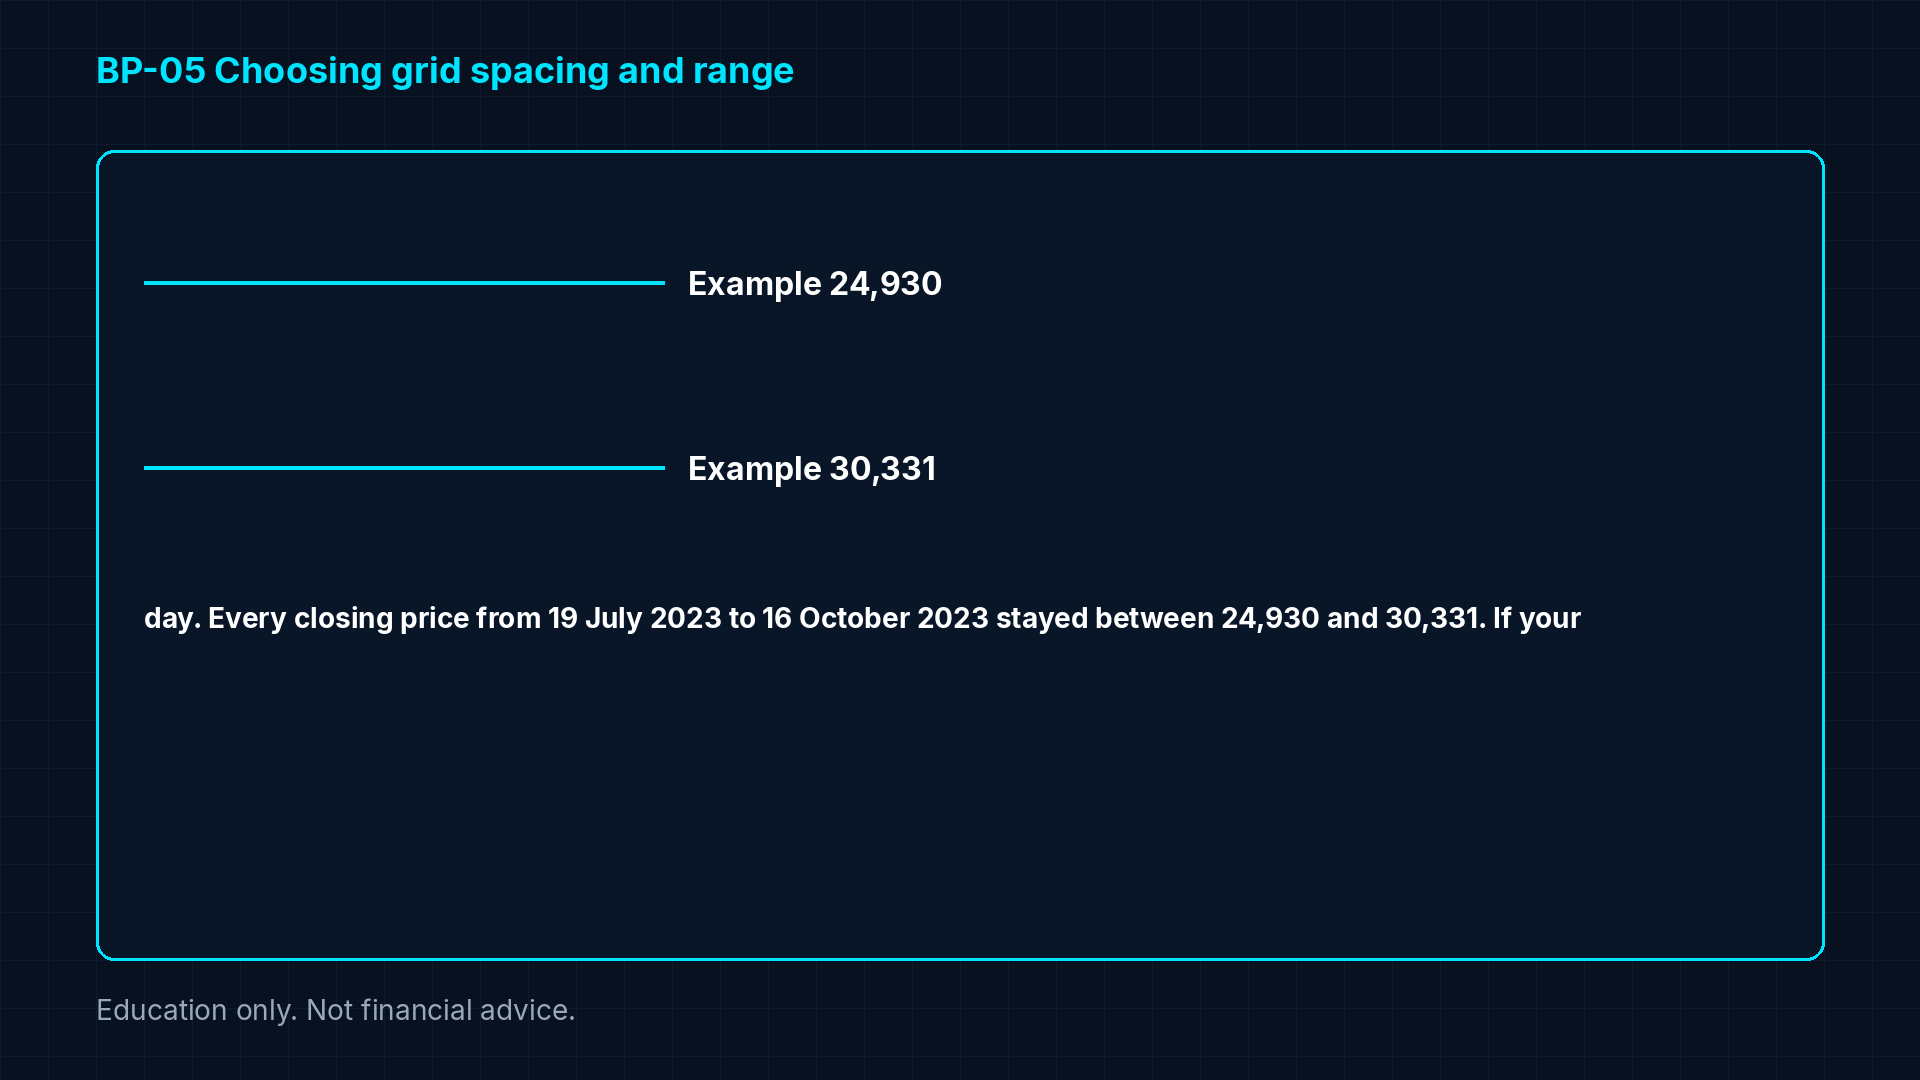 BP-05 Choosing grid spacing and range
Example 24,930
Example 30,331
day. Every closing price from 19 July 2023 to 16 October 2023 stayed between 24,930 and 30,331. If your
Education only. Not financial advice.